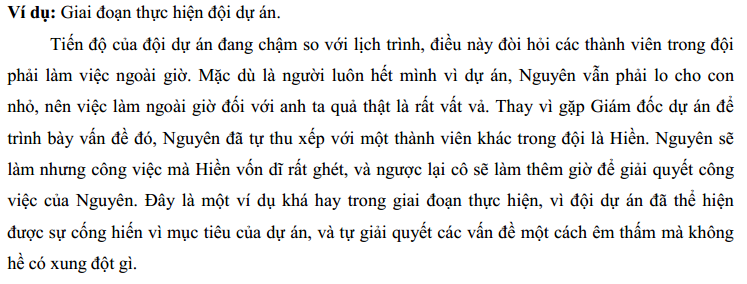 Ví dụ: Giai đoạn thực hiện đội dự án.
Tiến độ của đội dự án đang chậm so với lịch trình, điều này đòi hỏi các thành viên trong đội
phải làm việc ngoài giờ. Mặc dù là người luôn hết mình vì dự án, Nguyên vẫn phải lo cho con
nhỏ, nên việc làm ngoài giờ đối với anh ta quả thật là rất vất vả. Thay vì gặp Giám đốc dự án để
trình bày vấn đề đó, Nguyên đã tự thu xếp với một thành viên khác trong đội là Hiền. Nguyên sẽ
làm nhưng công việc mà Hiền vốn dĩ rất ghét, và ngược lại cô sẽ làm thêm giờ để giải quyết công
việc của Nguyên. Đây là một ví dụ khá hay trong giai đoạn thực hiện, vì đội dự án đã thể hiện
được sự cống hiến vì mục tiêu của dự án, và tự giải quyết các vấn đề một cách êm thấm mà không
hề có xung đột gì.